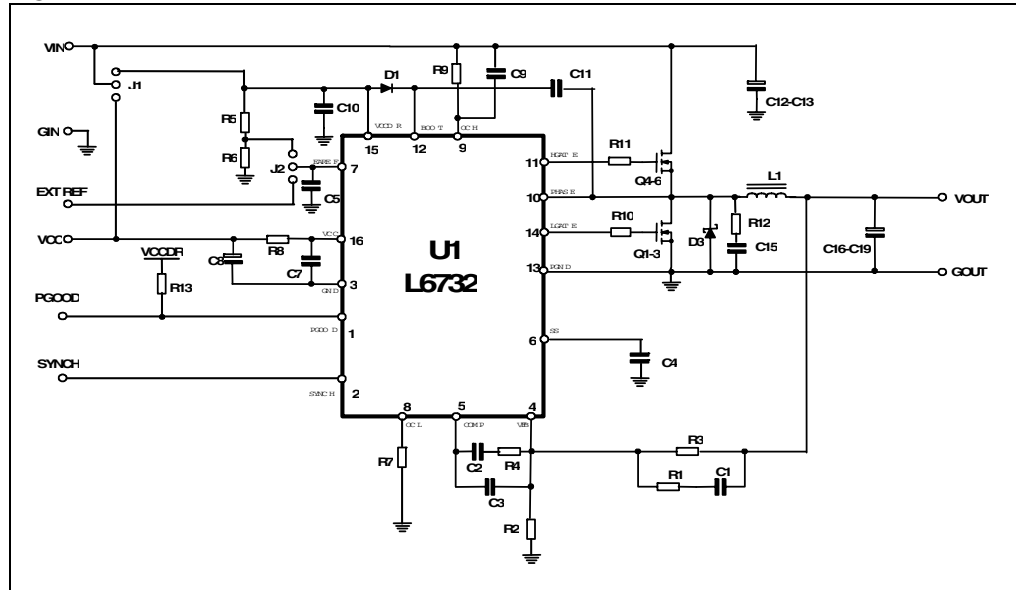 VIN
J1
R5
R6
GIN
J2
EXTREF
VCC
VCCDR
R13
PGOOD
SYNCH
C8
R8
C7
C5
C10
D1
R9
C9
C11
C12-C13
VCCDR
BOOT
OCH
15
12
9
EAREF
7
VCC
16
GND
3
PGOOD
1
SYNCH
2
U1
L6732
HGATE
11
R11
Q4-6
PHASE
10
LGATE
14
R10
Q1-3
PGND
13
D3
R12
C15
L1
C16-C19
VOUT
GOUT
SS
6
C4
8
OCL
5
COMP
4
VFB
R7
C2
R4
C3
R2
R3
R1
C1